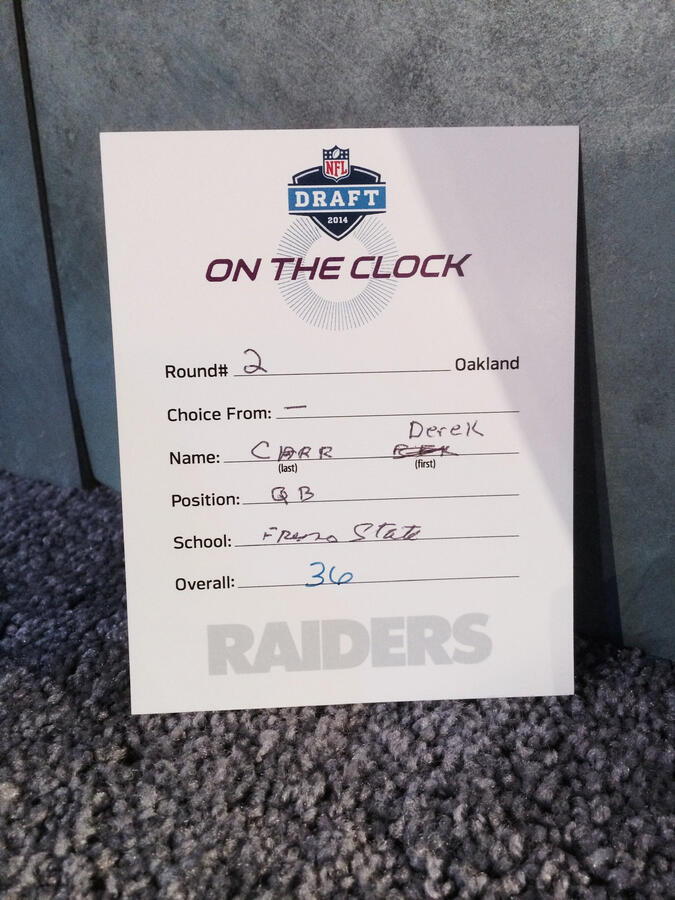 NFL
DRAFT
2014
ON THE CLOCK
Round# 2 Oakland
Choice From: —
Derek
Name: CARR
(last) (first)
Position: QB
School: Fresno State
Overall: 36
RAIDERS